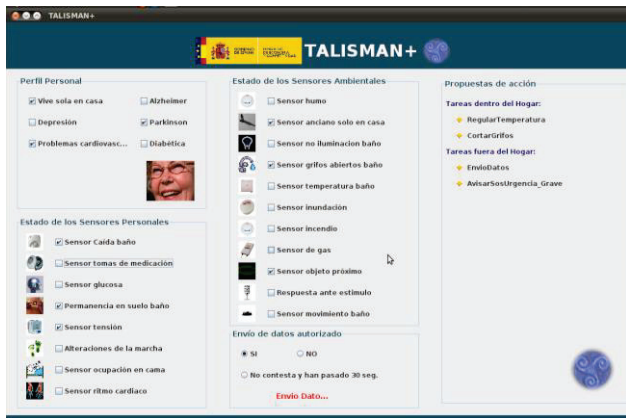 TALISMAN+
TALISMAN+
Perfil Personal
Vive sola en casa
Alzheimer
Depresión
Parkinson
Problemas cardiovasc...
Diabética
Estado de los Sensores Personales
Sensor Caída baño
Sensor tomas de medicación
Sensor glucosa
Permanencia en suelo baño
Sensor tensión
Alteraciones de la marcha
Sensor ocupación en cama
Sensor ritmo cardiaco
Estado de los Sensores Ambientales
Sensor humo
Sensor anciano solo en casa
Sensor no iluminacion baño
Sensor grifos abiertos baño
Sensor temperatura baño
Sensor inundación
Sensor incendio
Sensor de gas
Sensor objeto próximo
Respuesta ante estímulo
Sensor movimiento baño
Envío de datos autorizado
SI
NO
No contesta y han pasado 30 seg.
Envio Dato...
Propuestas de acción
Tareas dentro del Hogar:
RegularTemperatura
CortarGrifos
Tareas fuera del Hogar:
EnvioDatos
AvisarSosUrgencia_Grave